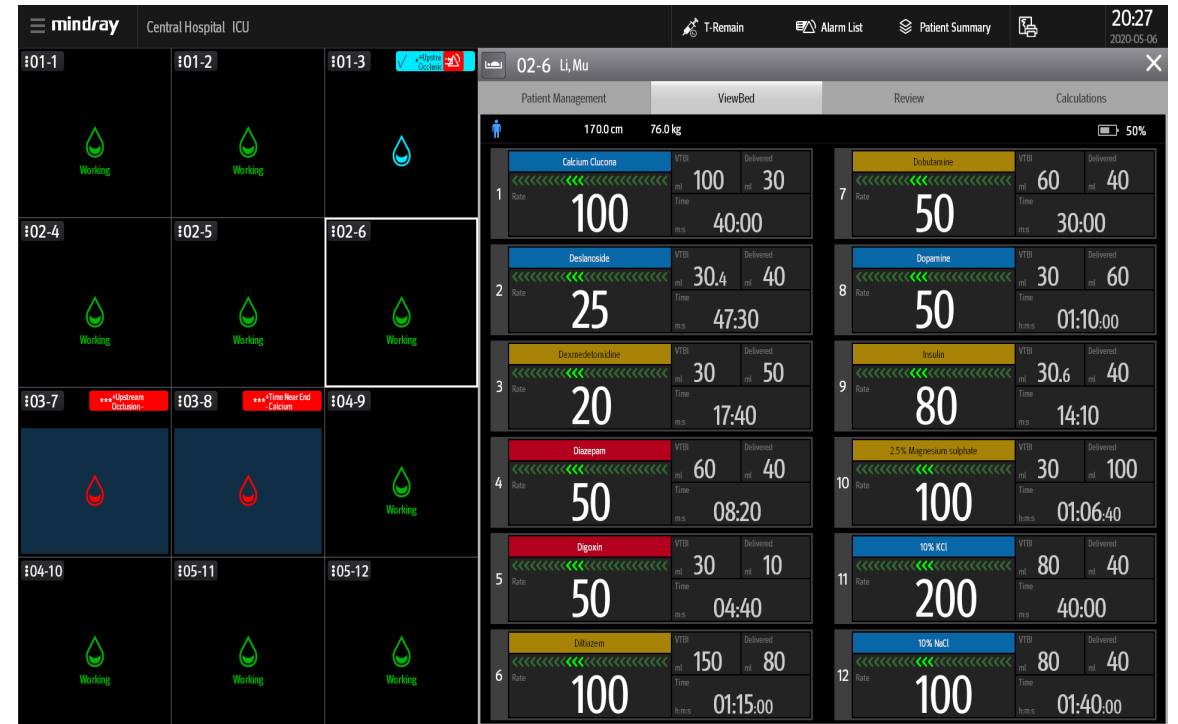 mindray Central Hospital ICU T-Remain Alarm List Patient Summary 20:27
2020-05-06
01-1 01-2 01-3
*+Upstre
Occlusi
Working Working
02-4 02-5 02-6
Working Working Working
03-7 ***+Upstream
Occlusion-
03-8 ***+Time Near End
-Calcium
04-9
Working
04-10 05-11 05-12
Working Working Working
02-6 Li, Mu
Patient Management ViewBed Review Calculations
170.0 cm 76.0 kg 50%
1 Calcium Clucona
VTBI Delivered
ml 100 ml 30
Rate 100
Time
m:s 40:00
2 Deslanoside
VTBI Delivered
ml 30.4 ml 40
Rate 25
Time
m:s 47:30
3 Dexmedetomidine
VTBI Delivered
ml 30 ml 50
Rate 20
Time
m:s 17:40
4 Diazepam
VTBI Delivered
ml 60 ml 40
Rate 50
Time
m:s 08:20
5 Digoxin
VTBI Delivered
ml 30 ml 10
Rate 50
Time
m:s 04:40
6 Diltiazem
VTBI Delivered
ml 150 ml 80
Rate 100
Time
h:m:s 01:15:00
7 Dobutamine
VTBI Delivered
ml 60 ml 40
Rate 50
Time
m:s 30:00
8 Dopamine
VTBI Delivered
ml 30 ml 60
Rate 50
Time
h:m:s 01:10:00
9 Insulin
VTBI Delivered
ml 30.6 ml 40
Rate 80
Time
m:s 14:10
10 2.5% Magnesium sulphate
VTBI Delivered
ml 30 ml 100
Rate 100
Time
h:m:s 01:06:40
11 10% KCl
VTBI Delivered
ml 80 ml 40
Rate 200
Time
m:s 40:00
12 10% NaCl
VTBI Delivered
ml 80 ml 40
Rate 100
Time
h:m:s 01:40:00